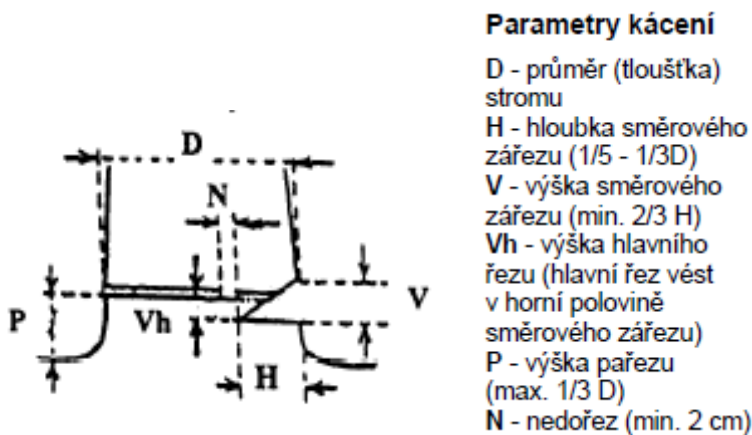 Parametry kácení
D - průměr (tloušťka)
stromu
H - hloubka směrového
zářezu (1/5 - 1/3D)
V - výška směrového
zářezu (min. 2/3 H)
Vh - výška hlavního
řezu (hlavní řez vést
v horní polovině
směrového zářezu)
P - výška pařezu
(max. 1/3 D)
N - nedořez (min. 2 cm)
D
N
P
Vh
V
H